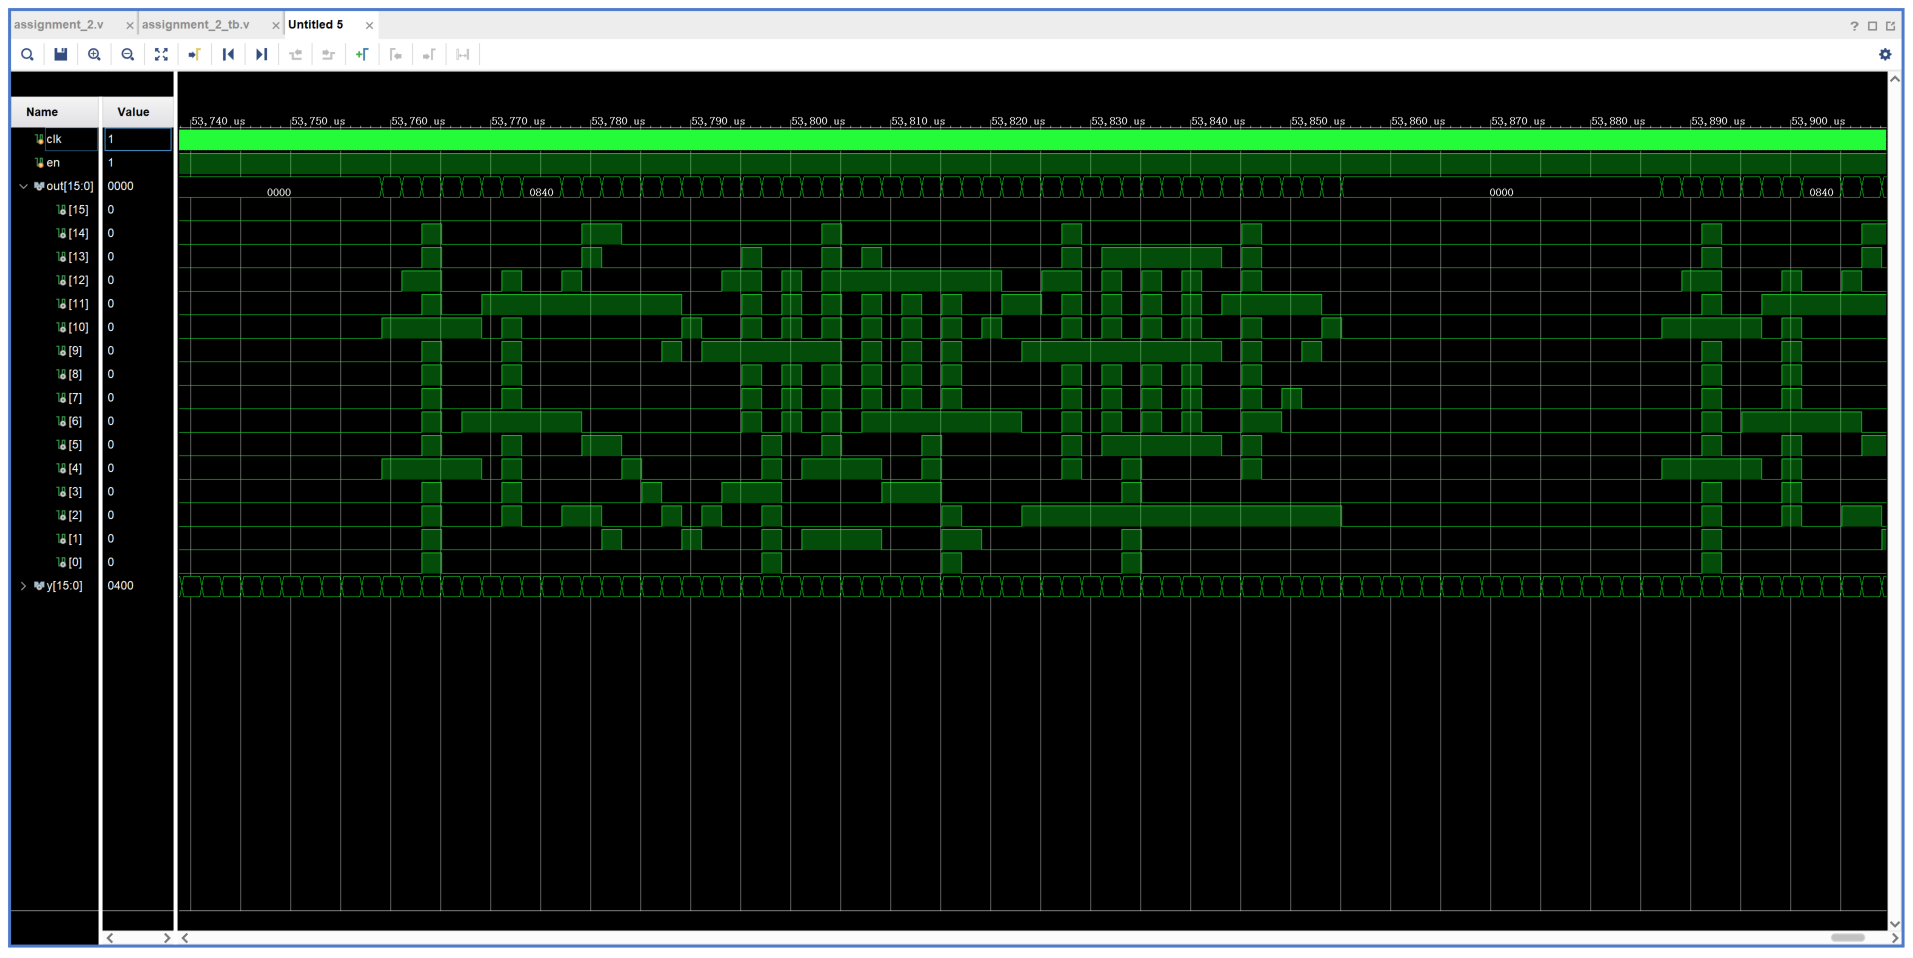 assignment_2.v × assignment_2_tb.v × Untitled 5 ×
Name Value
53,740 us 53,750 us 53,760 us 53,770 us 53,780 us 53,790 us 53,800 us 53,810 us 53,820 us 53,830 us 53,840 us 53,850 us 53,860 us 53,870 us 53,880 us 53,890 us 53,900 us
clk 1
en 1
out[15:0] 0000 0000 0840 0000 0840
[15] 0
[14] 0
[13] 0
[12] 0
[11] 0
[10] 0
[9] 0
[8] 0
[7] 0
[6] 0
[5] 0
[4] 0
[3] 0
[2] 0
[1] 0
[0] 0
y[15:0] 0400